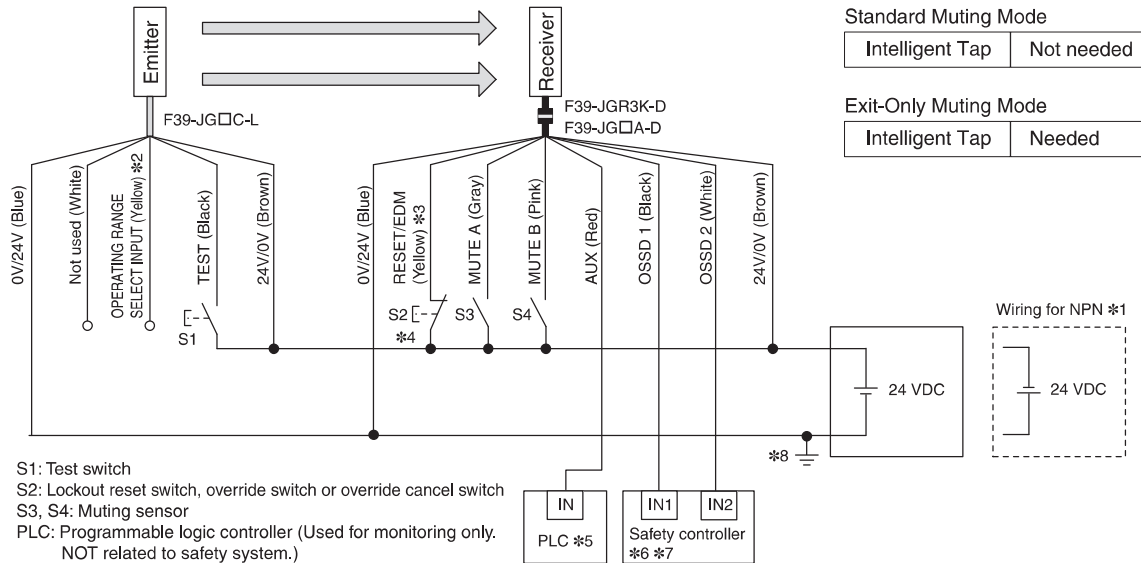 Emitter
Receiver
Standard Muting Mode
Intelligent Tap Not needed
Exit-Only Muting Mode
Intelligent Tap Needed
F39-JG□C-L
F39-JGR3K-D
F39-JG□A-D
0V/24V (Blue)
Not used (White)
OPERATING RANGE
SELECT INPUT (Yellow) *2
TEST (Black)
24V/0V (Brown)
0V/24V (Blue)
RESET/EDM
(Yellow) *3
MUTE A (Gray)
MUTE B (Pink)
AUX (Red)
OSSD 1 (Black)
OSSD 2 (White)
24V/0V (Brown)
S1
S2
*4
S3
S4
Wiring for NPN *1
24 VDC
24 VDC
*8
S1: Test switch
S2: Lockout reset switch, override switch or override cancel switch
S3, S4: Muting sensor
PLC: Programmable logic controller (Used for monitoring only.
NOT related to safety system.)
IN
PLC *5
IN1
IN2
Safety controller
*6 *7